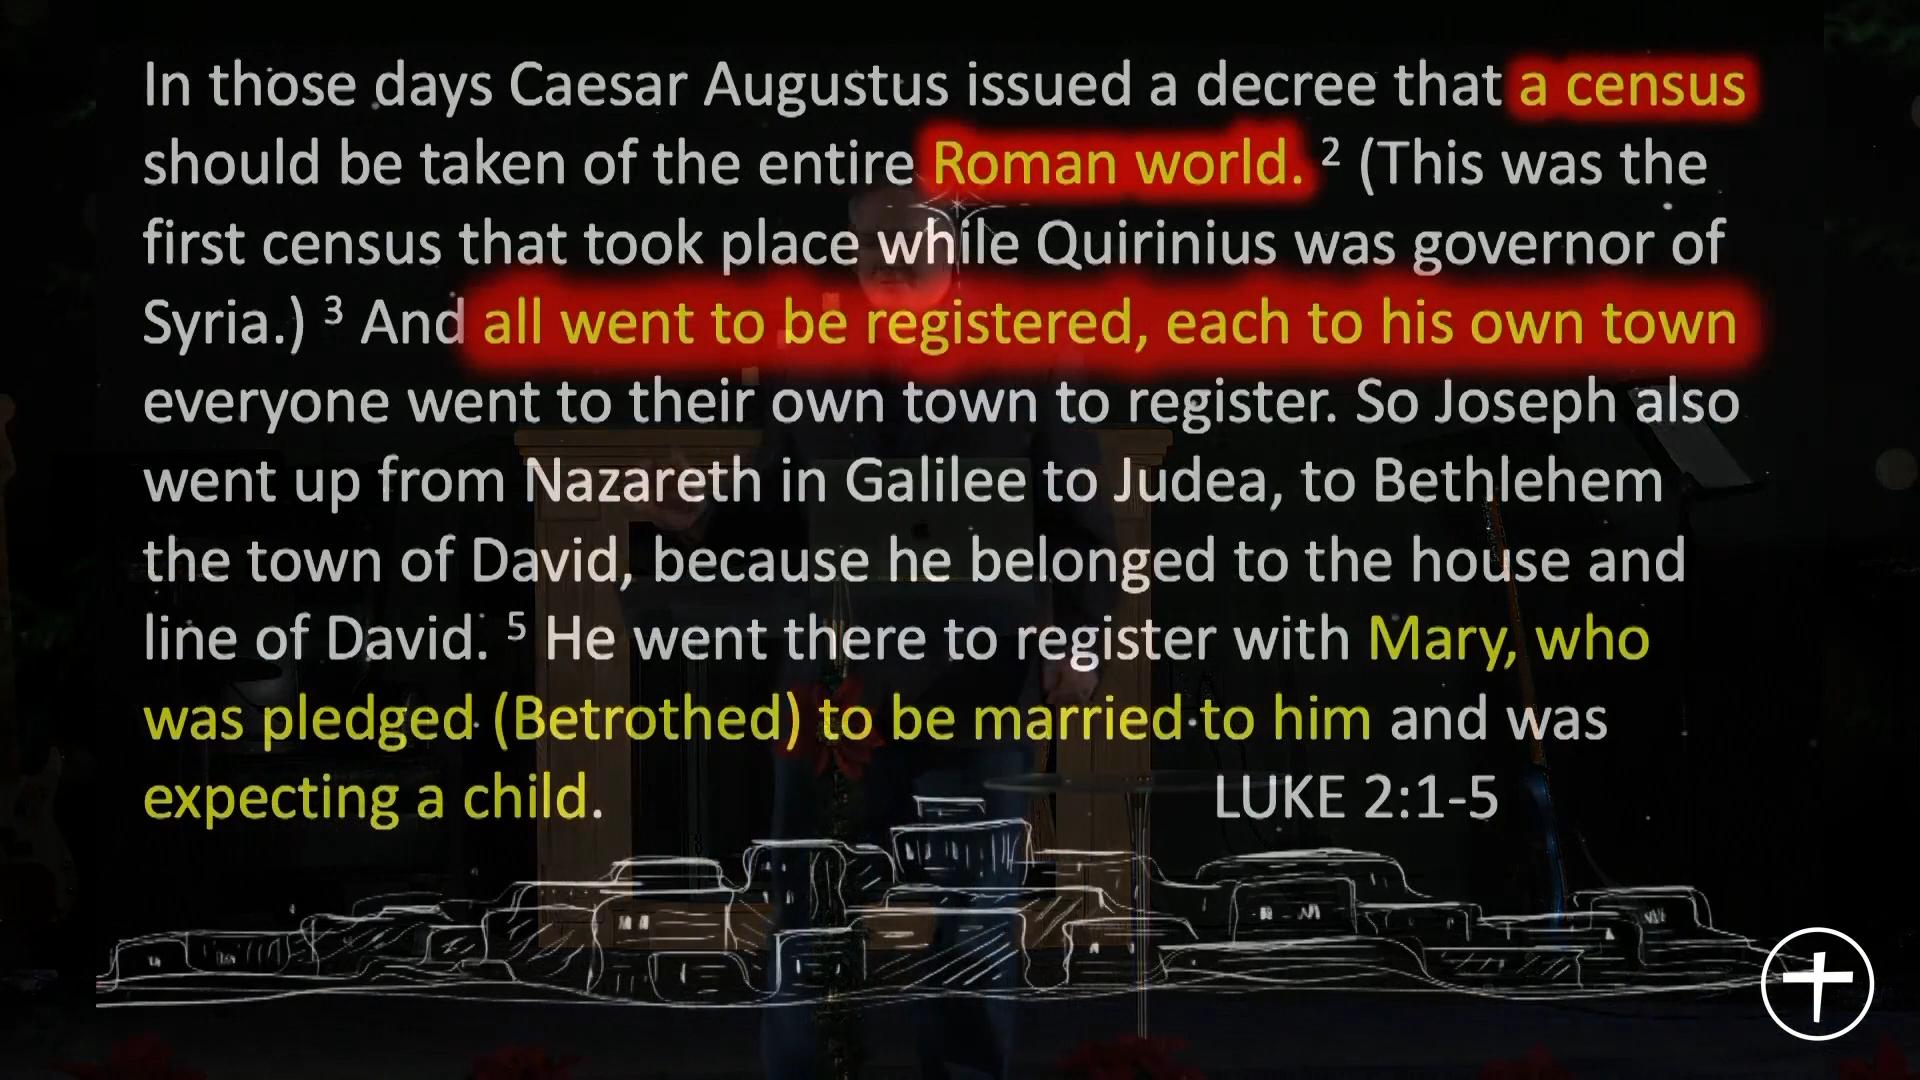 In those days Caesar Augustus issued a decree that a census
should be taken of the entire Roman world. ² (This was the
first census that took place while Quirinius was governor of
Syria.) ³ And all went to be registered, each to his own town
everyone went to their own town to register. So Joseph also
went up from Nazareth in Galilee to Judea, to Bethlehem
the town of David, because he belonged to the house and
line of David. ⁵ He went there to register with Mary, who
was pledged (Betrothed) to be married to him and was
expecting a child. LUKE 2:1-5